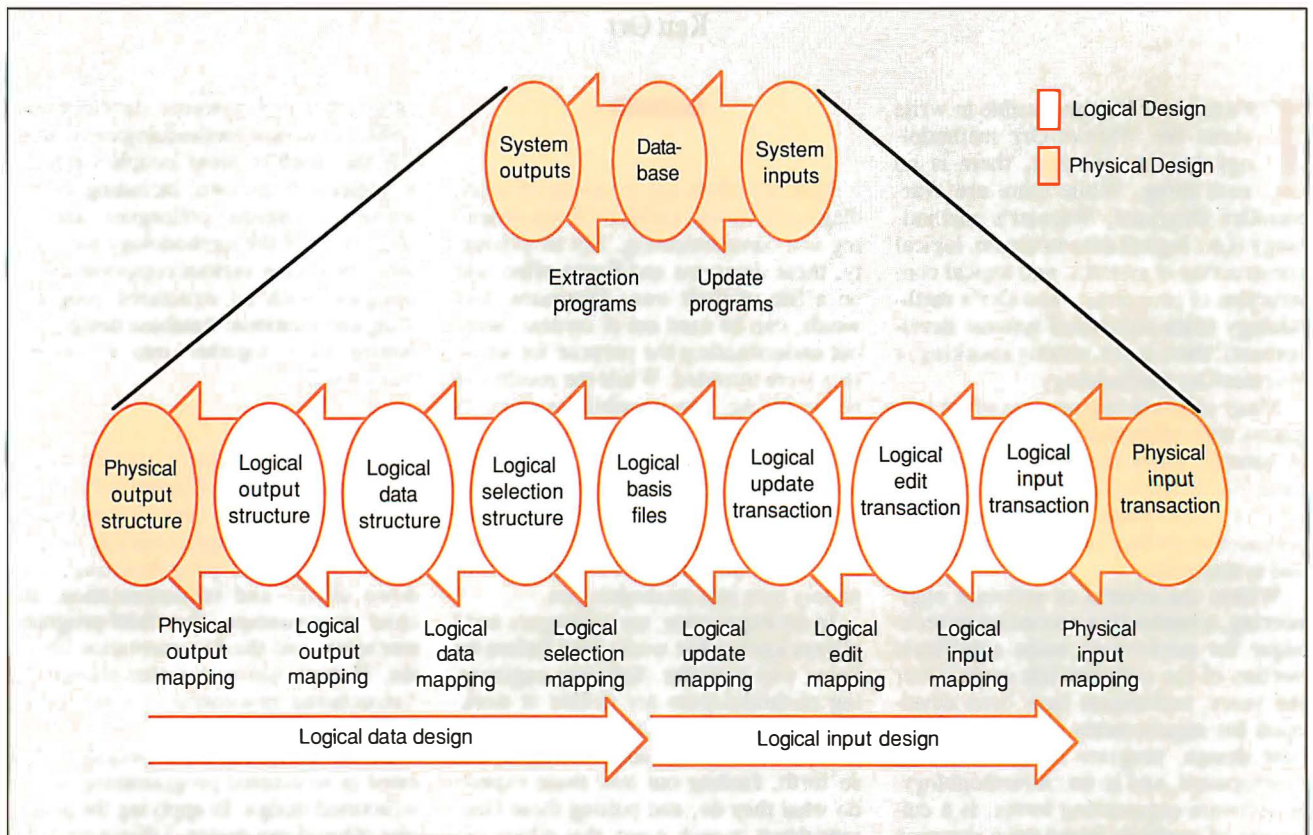 System
outputs
Data-
base
System
inputs
Logical Design
Physical Design
Extraction
programs
Update
programs
Physical
output
structure
Logical
output
structure
Logical
data
structure
Logical
selection
structure
Logical
basis
files
Logical
update
transaction
Logical
edit
transaction
Logical
input
transaction
Physical
input
transaction
Physical
output
mapping
Logical
output
mapping
Logical
data
mapping
Logical
selection
mapping
Logical
update
mapping
Logical
edit
mapping
Logical
input
mapping
Physical
input
mapping
Logical data design
Logical input design